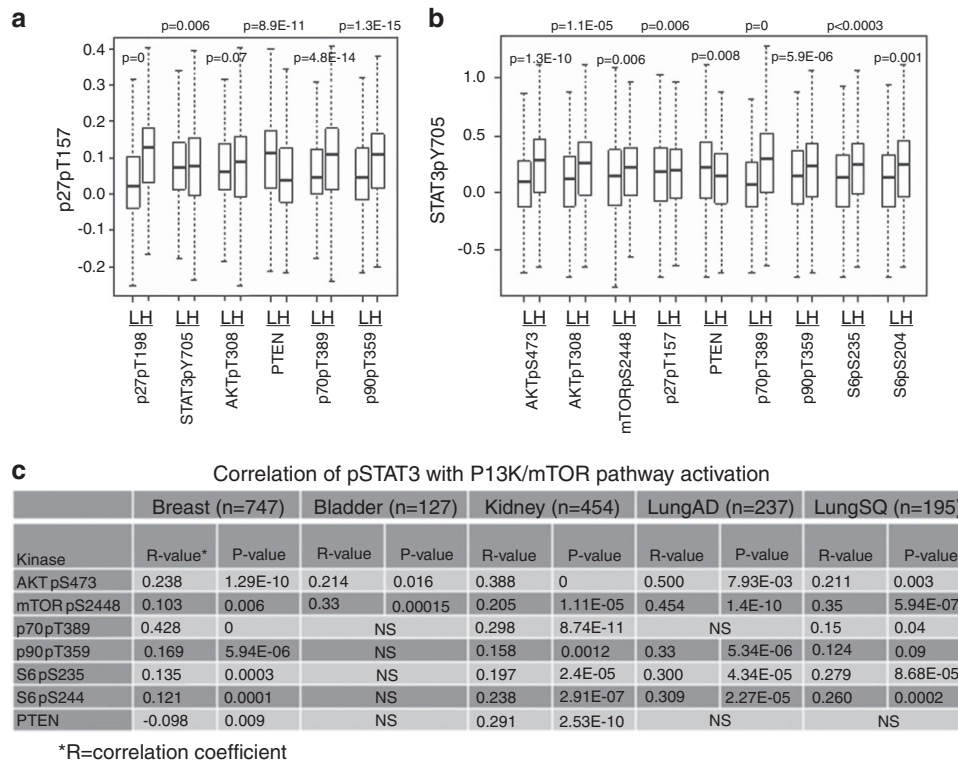 a
p=0.006 p=8.9E-11 p=1.3E-15
p=0 p=0.07 p=4.8E-14
p27pT157
0.4
0.3
0.2
0.1
0.0
-0.1
-0.2
LH LH LH LH LH LH
p27pT198
STAT3pY705
AKTpT308
PTEN
p70pT389
p90pT359
b
p=1.1E-05 p=0.006 p=0 p<0.0003
p=1.3E-10 p=0.006 p=0.008 p=5.9E-06 p=0.001
STAT3pY705
1.0
0.5
0.0
-0.5
LH LH LH LH LH LH LH LH LH
AKTpS473
AKTpT308
mTORpS2448
p27pT157
PTEN
p70pT389
p90pT359
S6pS235
S6pS204
c
Correlation of pSTAT3 with P13K/mTOR pathway activation
Breast (n=747) Bladder (n=127) Kidney (n=454) LungAD (n=237) LungSQ (n=195)
Kinase R-value* P-value R-value P-value R-value P-value R-value P-value R-value P-value
AKT pS473 0.238 1.29E-10 0.214 0.016 0.388 0 0.500 7.93E-03 0.211 0.003
mTOR pS2448 0.103 0.006 0.33 0.00015 0.205 1.11E-05 0.454 1.4E-10 0.35 5.94E-07
p70pT389 0.428 0 NS 0.298 8.74E-11 NS 0.15 0.04
p90pT359 0.169 5.94E-06 NS 0.158 0.0012 0.33 5.34E-06 0.124 0.09
S6pS235 0.135 0.0003 NS 0.197 2.4E-05 0.300 4.34E-05 0.279 8.68E-05
S6pS244 0.121 0.0001 NS 0.238 2.91E-07 0.309 2.27E-05 0.260 0.0002
PTEN -0.098 0.009 NS 0.291 2.53E-10 NS NS
*R=correlation coefficient